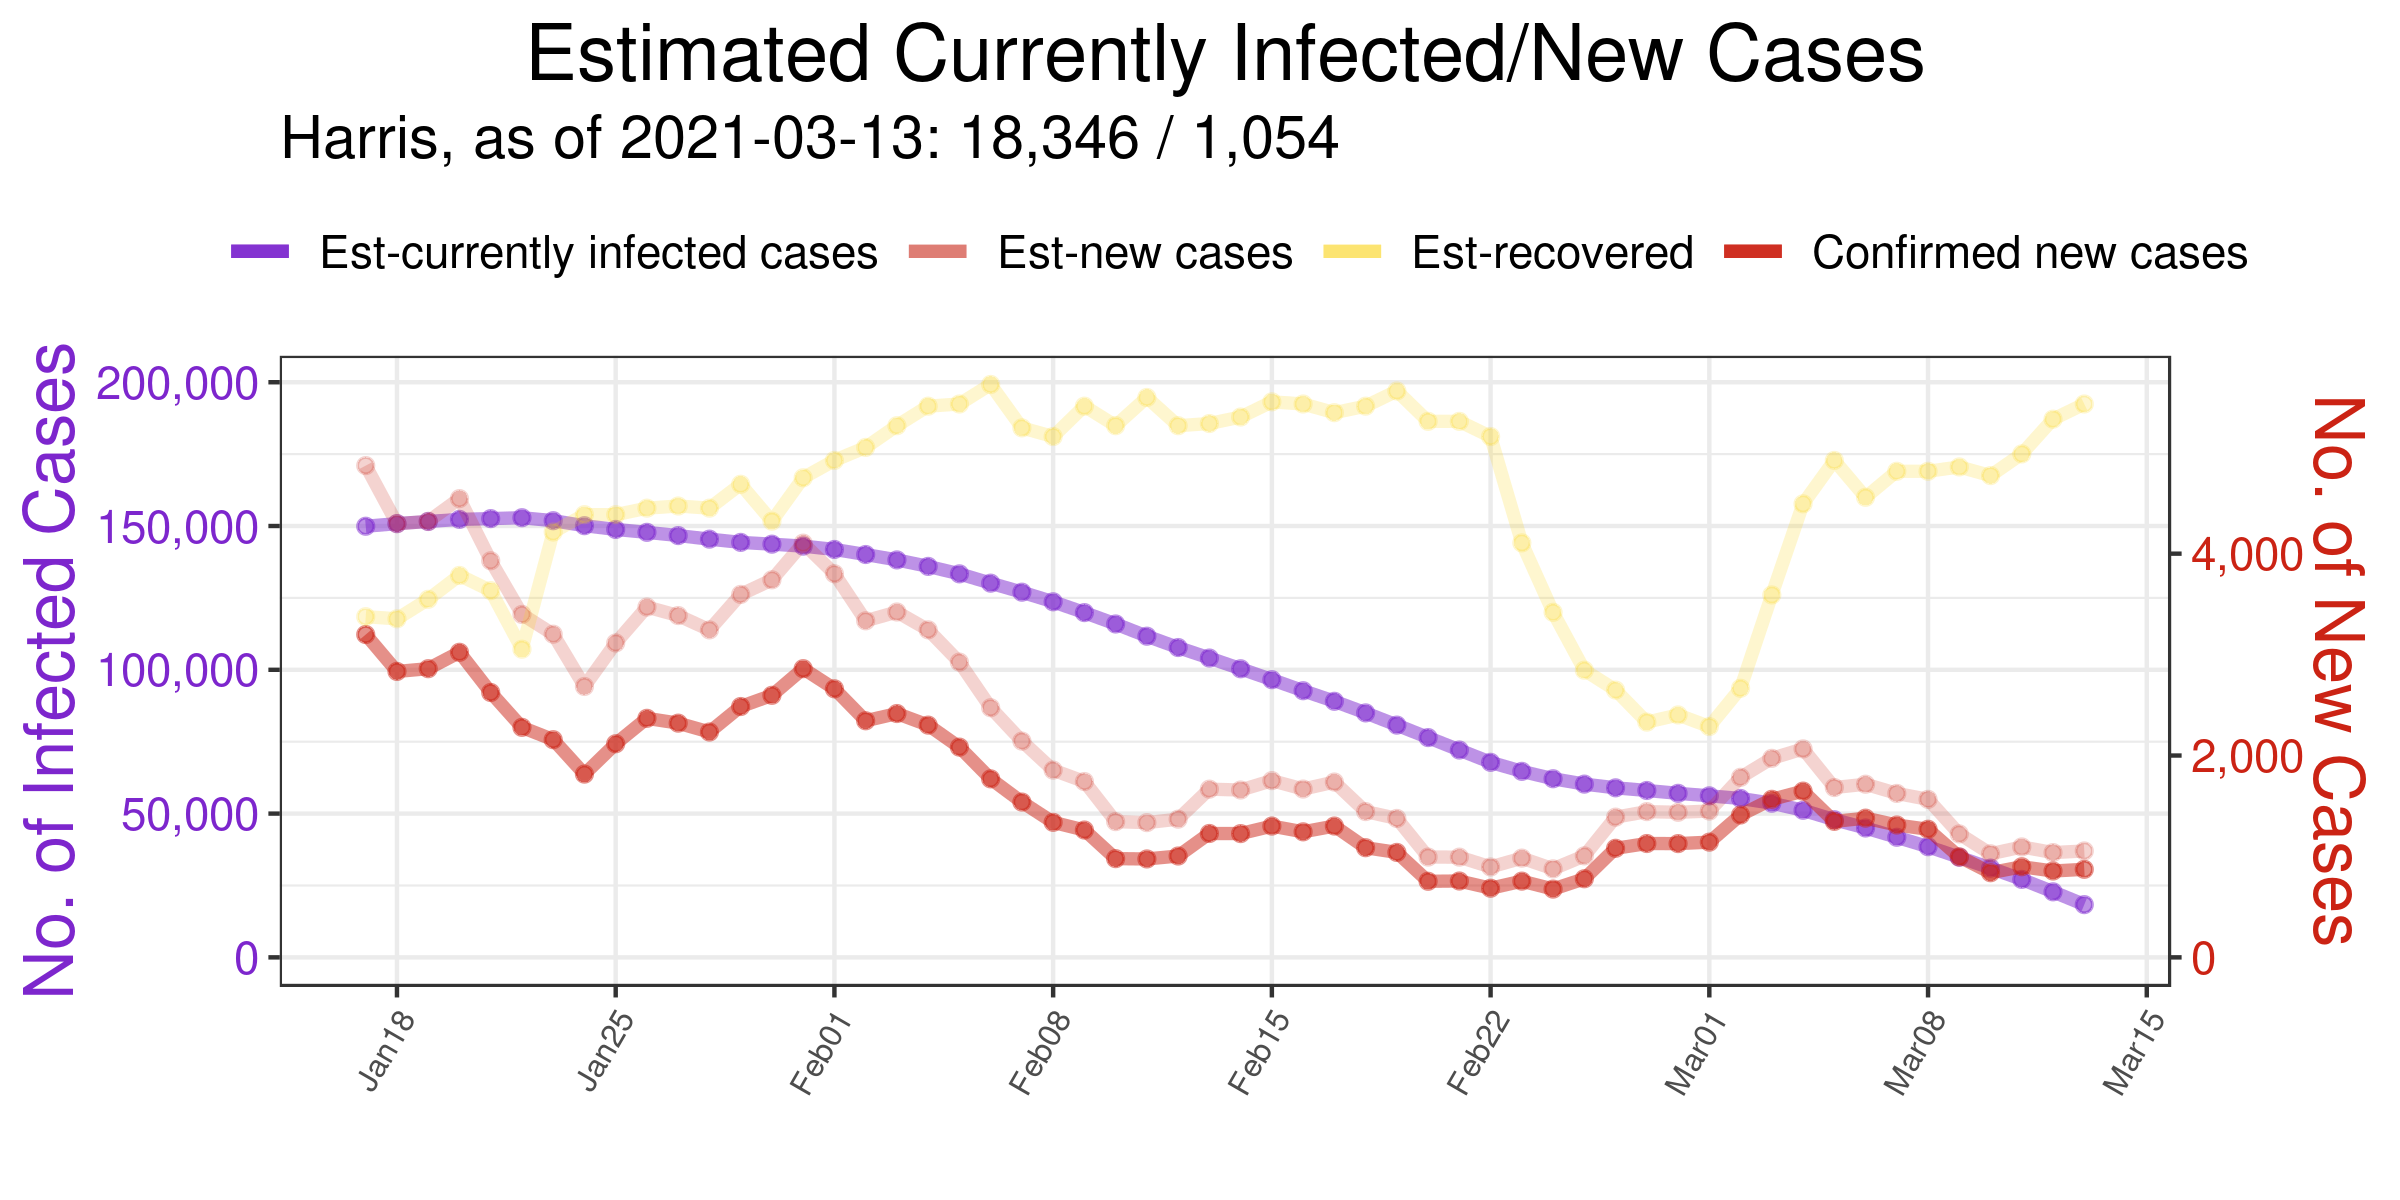 Estimated Currently Infected/New Cases
Harris, as of 2021-03-13: 18,346 / 1,054
Est-currently infected cases Est-new cases Est-recovered Confirmed new cases
No. of Infected Cases
200,000
150,000
100,000
50,000
0
4,000
2,000
0
No. of New Cases
Jan18 Jan25 Feb01 Feb08 Feb15 Feb22 Mar01 Mar08 Mar15